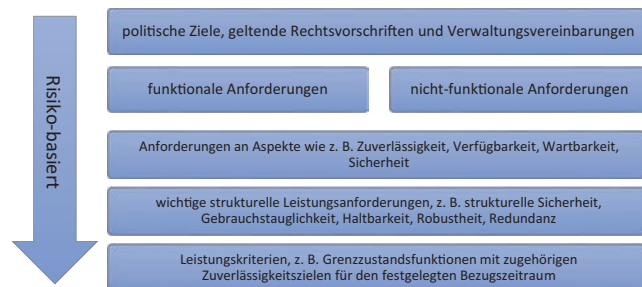 Risiko-basiert
politische Ziele, geltende Rechtsvorschriften und Verwaltungsvereinbarungen
funktionale Anforderungen
nicht-funktionale Anforderungen
Anforderungen an Aspekte wie z. B. Zuverlässigkeit, Verfügbarkeit, Wartbarkeit,
Sicherheit
wichtige strukturelle Leistungsanforderungen, z. B. strukturelle Sicherheit,
Gebrauchstauglichkeit, Haltbarkeit, Robustheit, Redundanz
Leistungskriterien, z. B. Grenzzustandsfunktionen mit zugehörigen
Zuverlässigkeitszielen für den festgelegten Bezugszeitraum